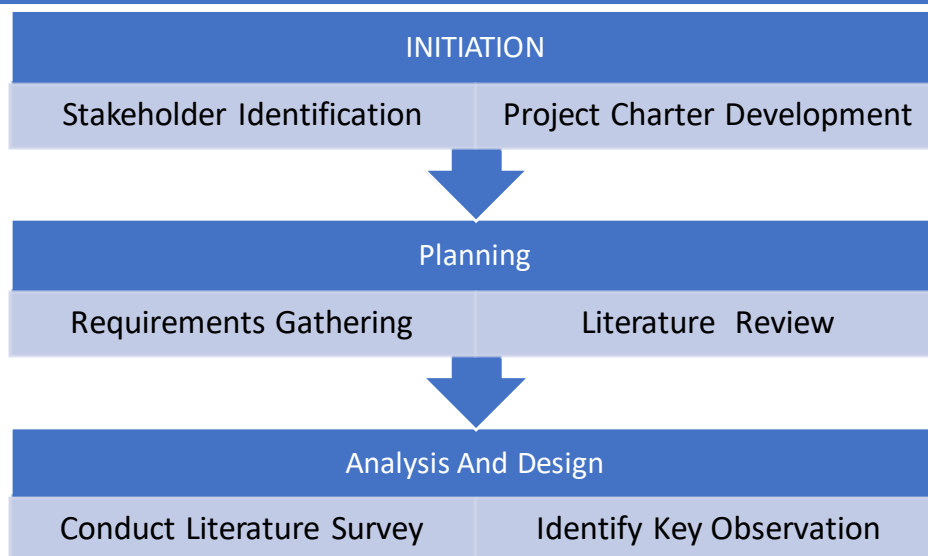 INITIATION
Stakeholder Identification
Project Charter Development
Planning
Requirements Gathering
Literature Review
Analysis And Design
Conduct Literature Survey
Identify Key Observation